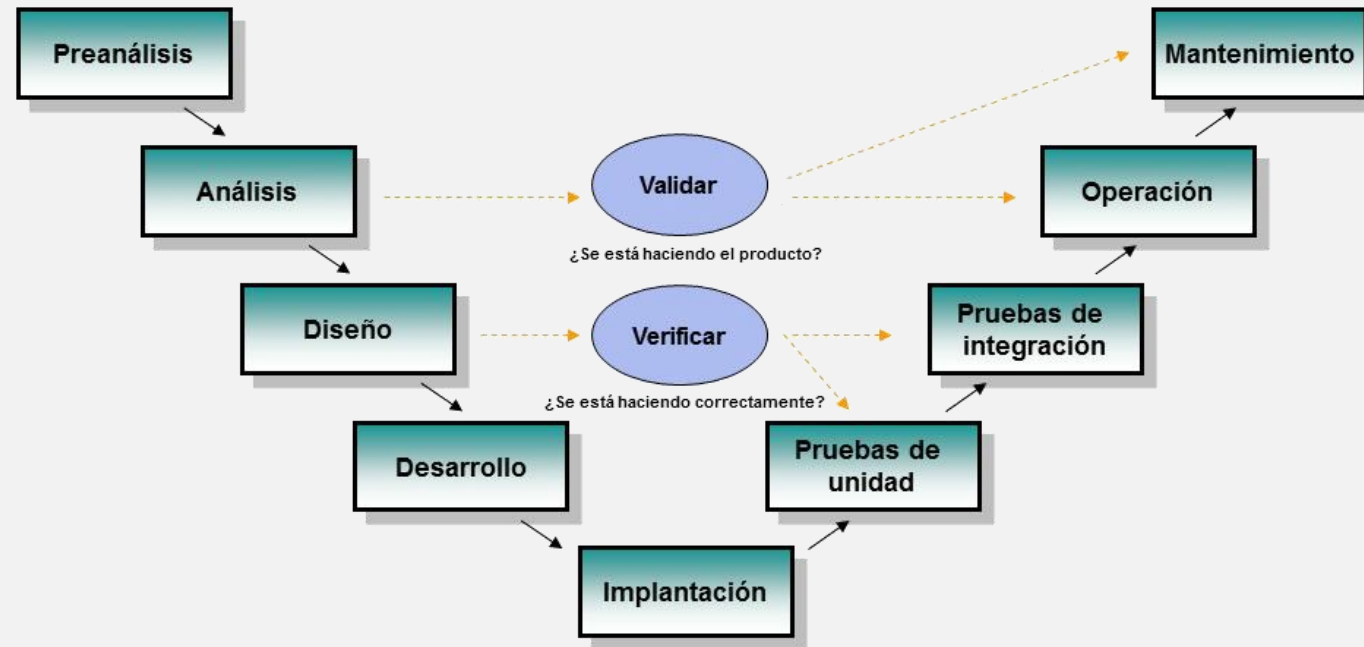 Preanálisis
Mantenimiento
Análisis
Validar
Operación
¿Se está haciendo el producto?
Diseño
Verificar
Pruebas de
integración
¿Se está haciendo correctamente?
Desarrollo
Pruebas de
unidad
Implantación